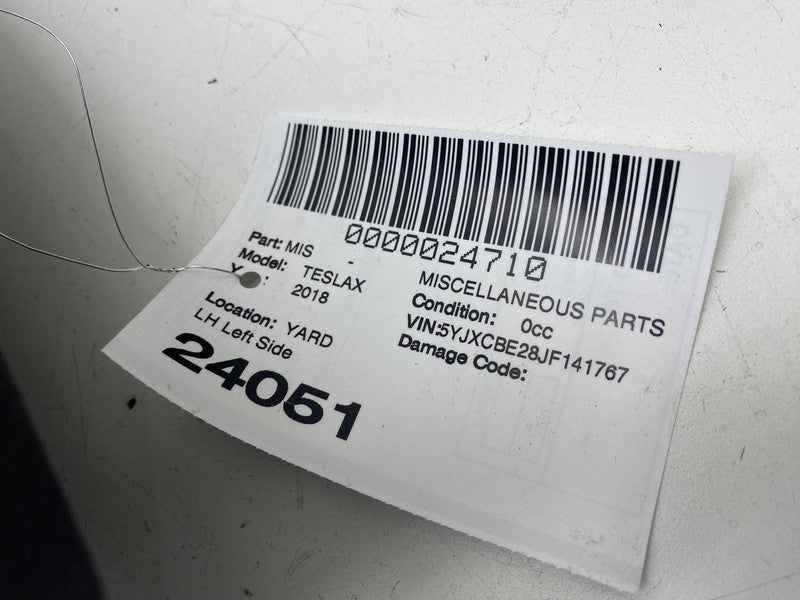 0000024710
Part: MIS - MISCELLANEOUS PARTS
Model: TESLAX Condition: 0cc
Y : 2018 VIN:5YJXCBE28JF141767
Location: YARD Damage Code:
LH Left Side
24051